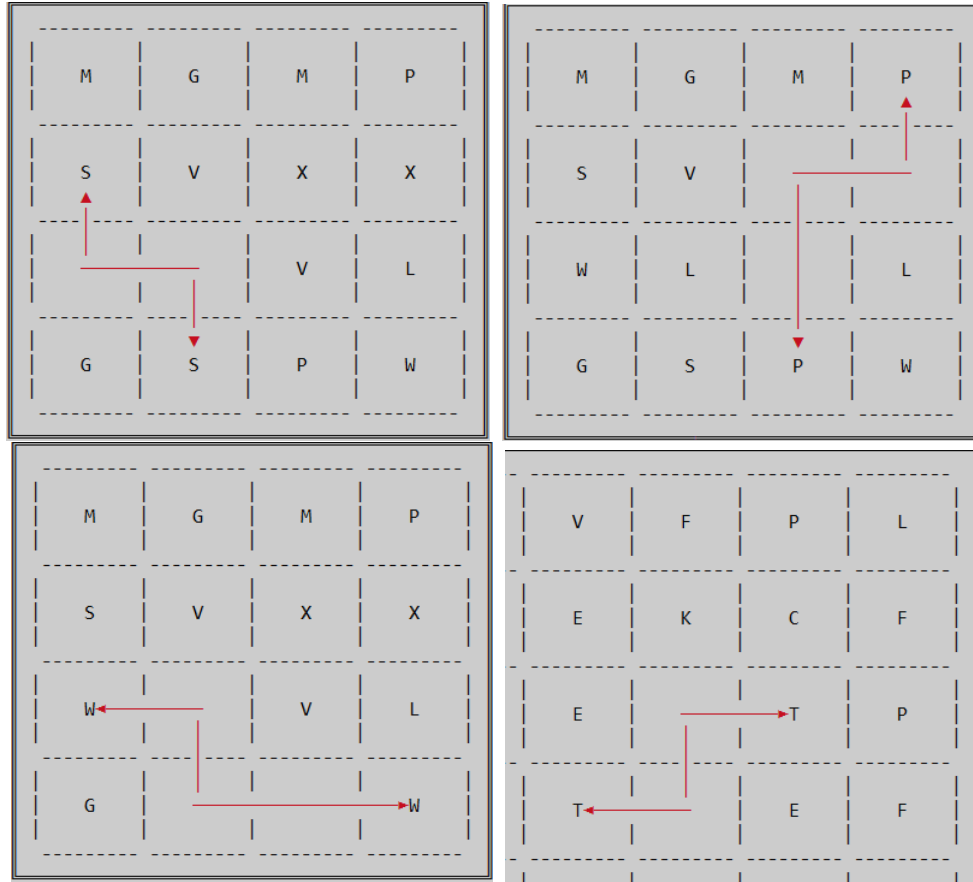 M G M P
S V X X
V L
G S P W
M G M P
S V
W L L
G S P W
M G M P
S V X X
W V L
G W
V F P L
E K C F
E T P
T E F